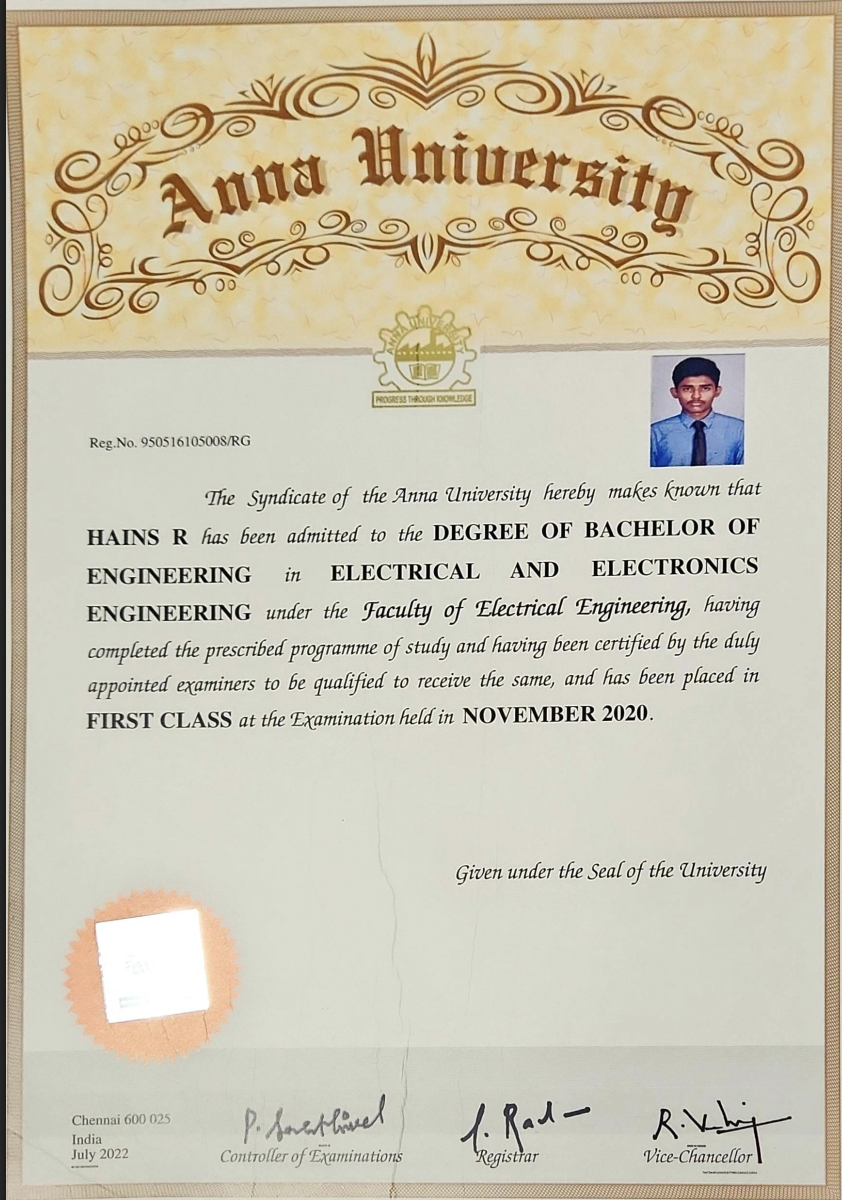 Anna University
ANNA UNIVERSITY
PROGRESS THROUGH KNOWLEDGE
Reg.No. 950516105008/RG
The Syndicate of the Anna University hereby makes known that
HAINS R has been admitted to the DEGREE OF BACHELOR OF
ENGINEERING in ELECTRICAL AND ELECTRONICS
ENGINEERING under the Faculty of Electrical Engineering, having
completed the prescribed programme of study and having been certified by the duly
appointed examiners to be qualified to receive the same, and has been placed in
FIRST CLASS at the Examination held in NOVEMBER 2020.
Given under the Seal of the University
Chennai 600 025
India
July 2022
Controller of Examinations
Registrar
Vice-Chancellor